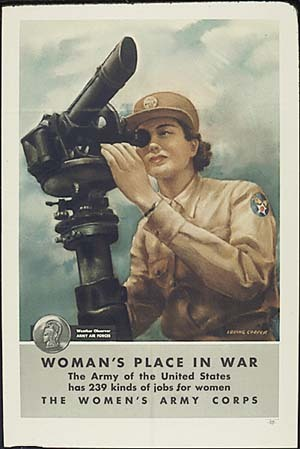 IRVING COOPER
Weather Observer
ARMY AIR FORCES
WOMAN'S PLACE IN WAR
The Army of the United States
has 239 kinds of jobs for women
THE WOMEN'S ARMY CORPS